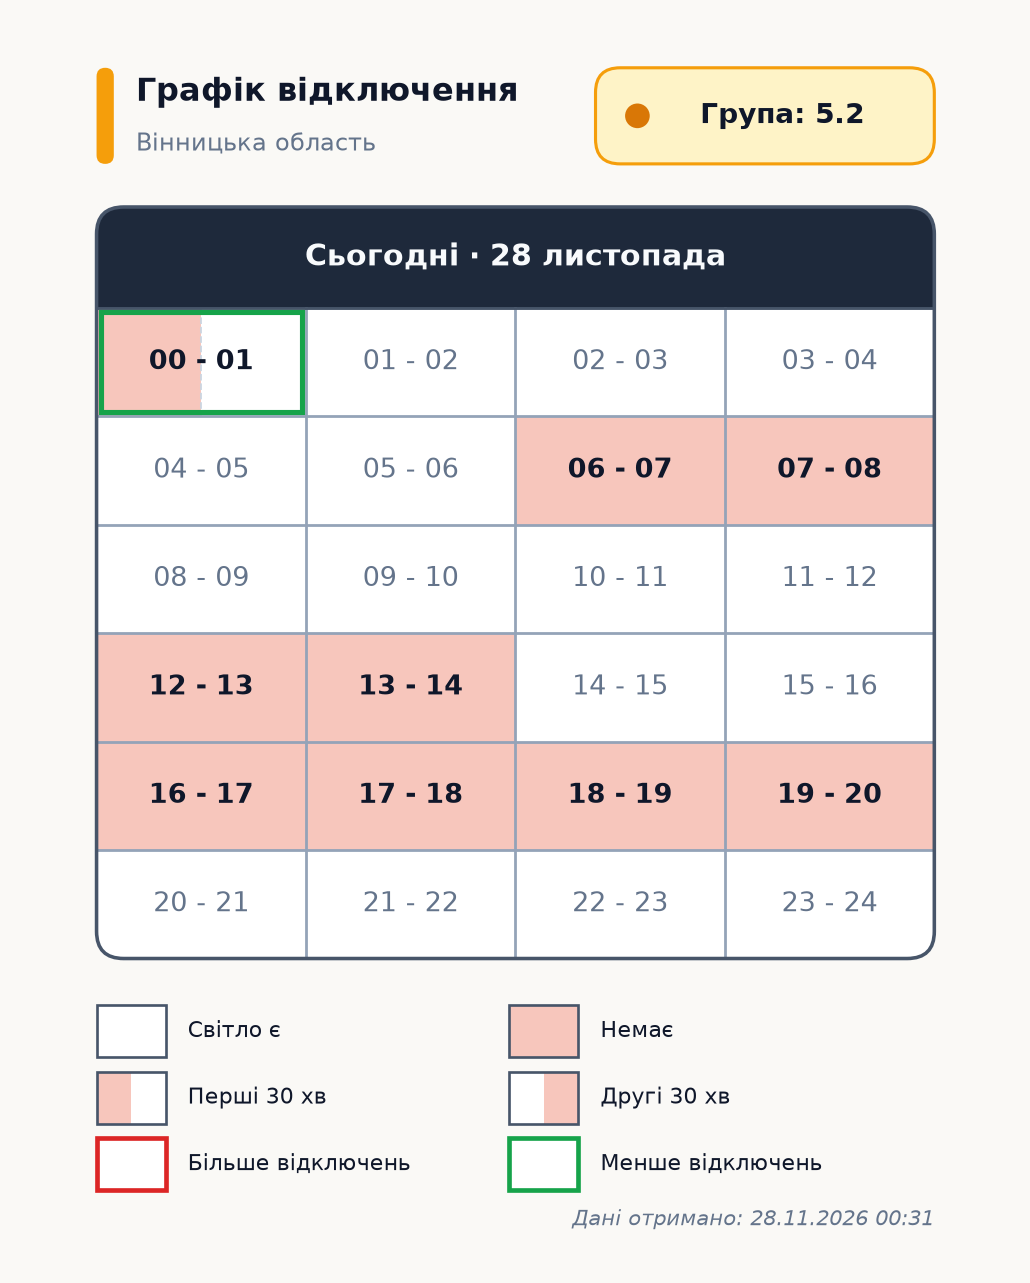 Графік відключення
Вінницька область
Група: 5.2
Сьогодні · 28 листопада
00 - 01 01 - 02 02 - 03 03 - 04
04 - 05 05 - 06 06 - 07 07 - 08
08 - 09 09 - 10 10 - 11 11 - 12
12 - 13 13 - 14 14 - 15 15 - 16
16 - 17 17 - 18 18 - 19 19 - 20
20 - 21 21 - 22 22 - 23 23 - 24
Світло є Немає
Перші 30 хв Другі 30 хв
Більше відключень Менше відключень
Дані отримано: 28.11.2026 00:31